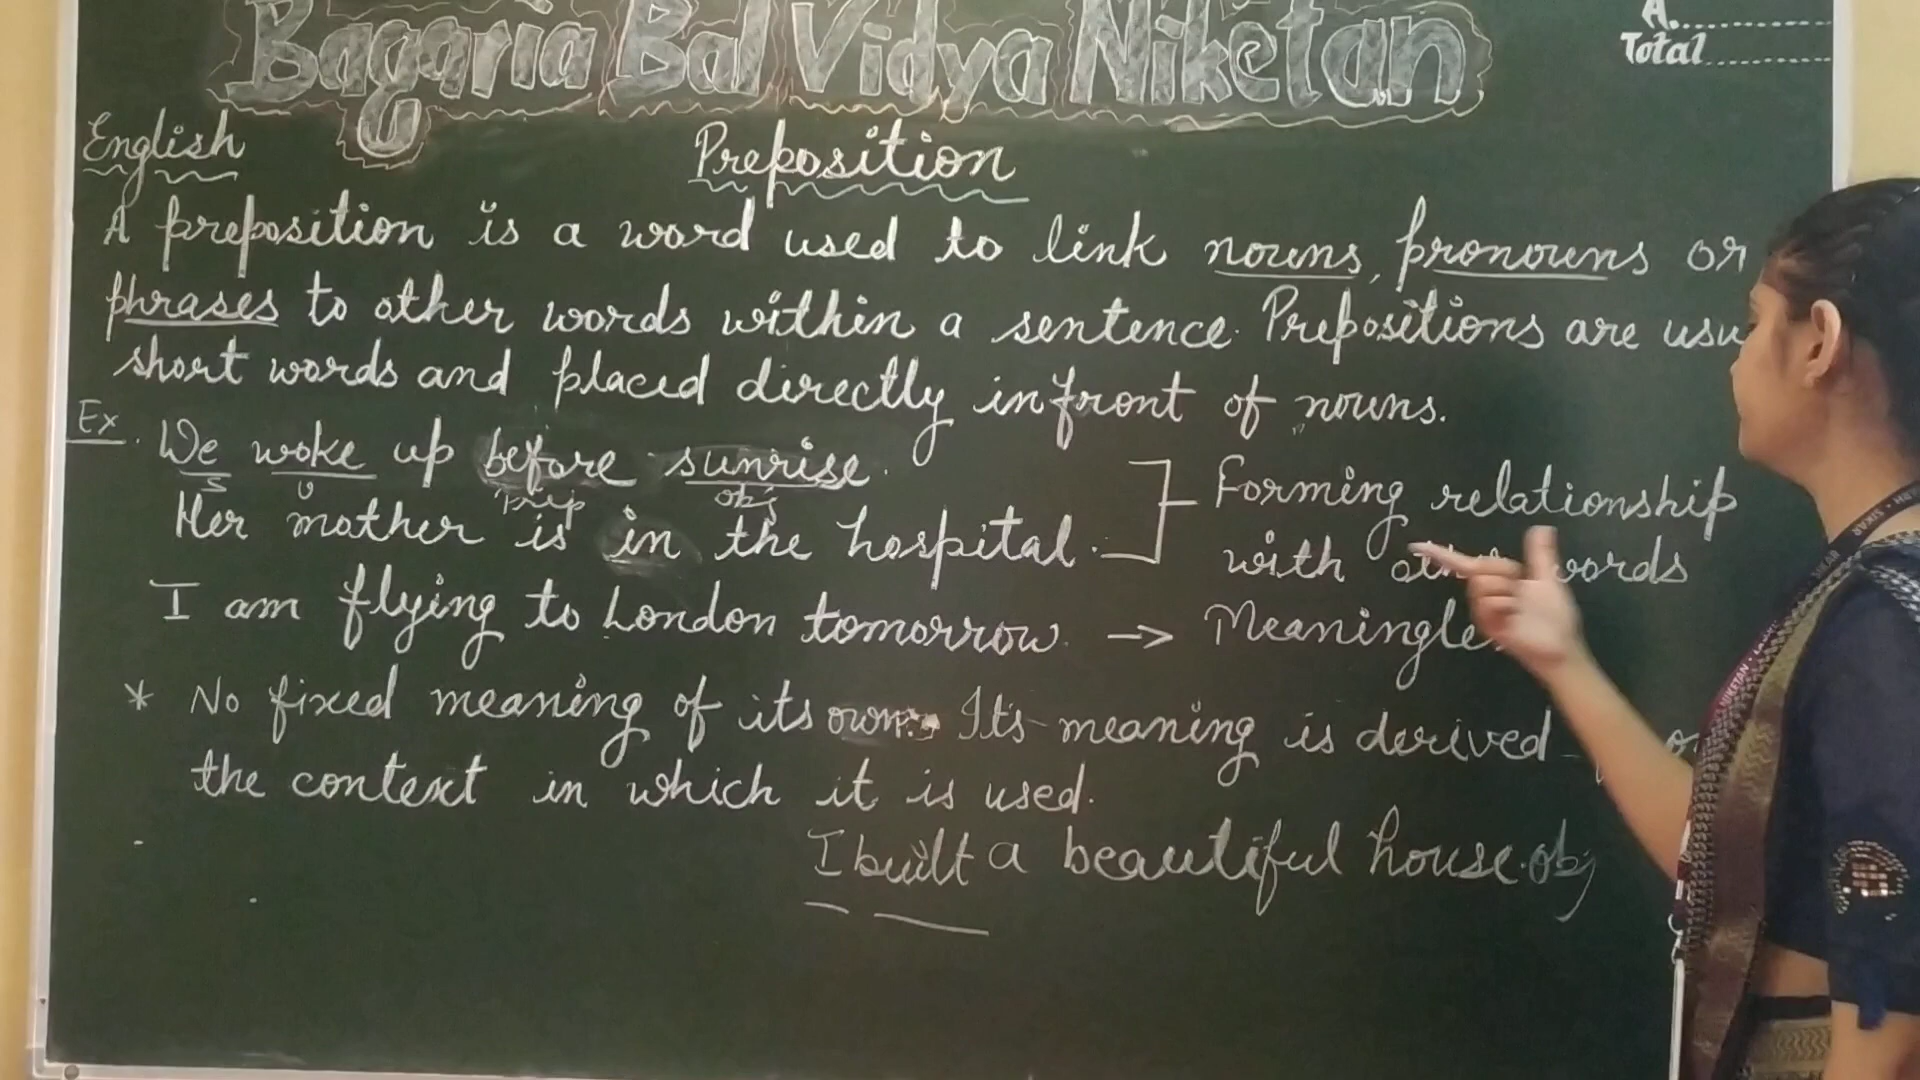 Bagaria Bal Vidya Niketan
A..............
Total..............
English
Preposition
A preposition is a word used to link nouns, pronouns or
phrases to other words within a sentence. Prepositions are
short words and placed directly in front of nouns.
Ex. We woke up before sunrise.
S V Prep obj
Her mother is in the hospital.
Forming relationship
with words
I am flying to London tomorrow. →
* No fixed meaning of its own. Its meaning is derived
the context in which it is used.
I built a beautiful house. obj